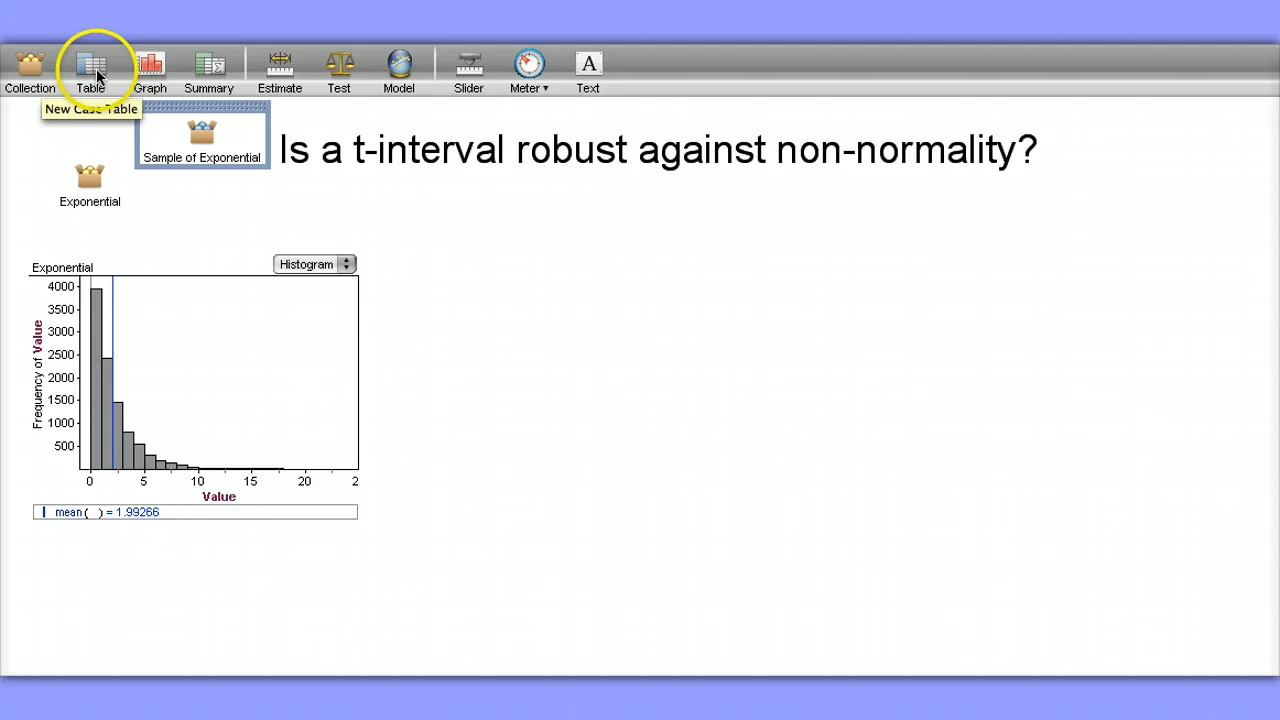 Collection Table Graph Summary Estimate Test Model Slider Meter▾ Text
New Case Table
Sample of Exponential
Is a t-interval robust against non-normality?
Exponential
Exponential
Histogram
4000
3500
3000
2500
2000
1500
1000
500
Frequency of Value
0 5 10 15 20 2
Value
mean( ) = 1.99266